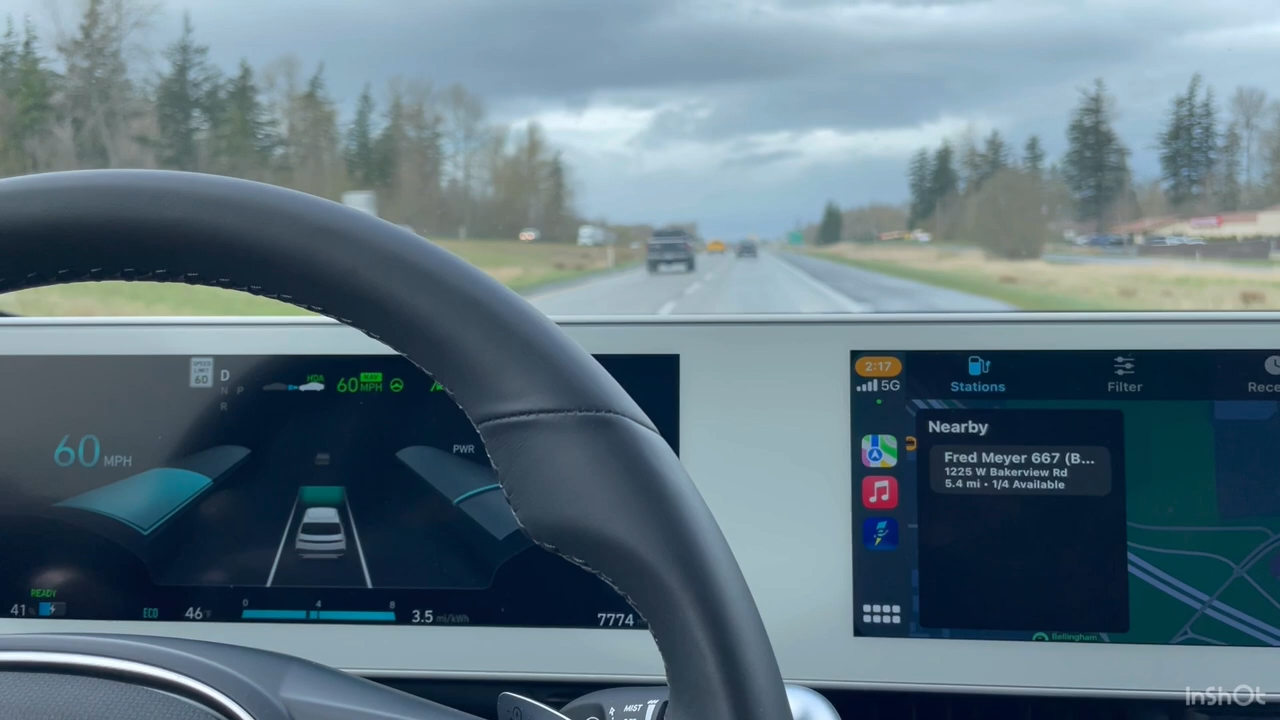 SPEED
LIMIT
60
D
N P
R
HDA
60 MPH
60 MPH
PWR
READY
41
ECO
46 °F
0 4 8
3.5 mi/kWh
7774
MIST
2:17
5G
Stations
Filter
Rece
Nearby
Fred Meyer 667 (B...
1225 W Bakerview Rd
5.4 mi • 1/4 Available
Bellingham
InShOt